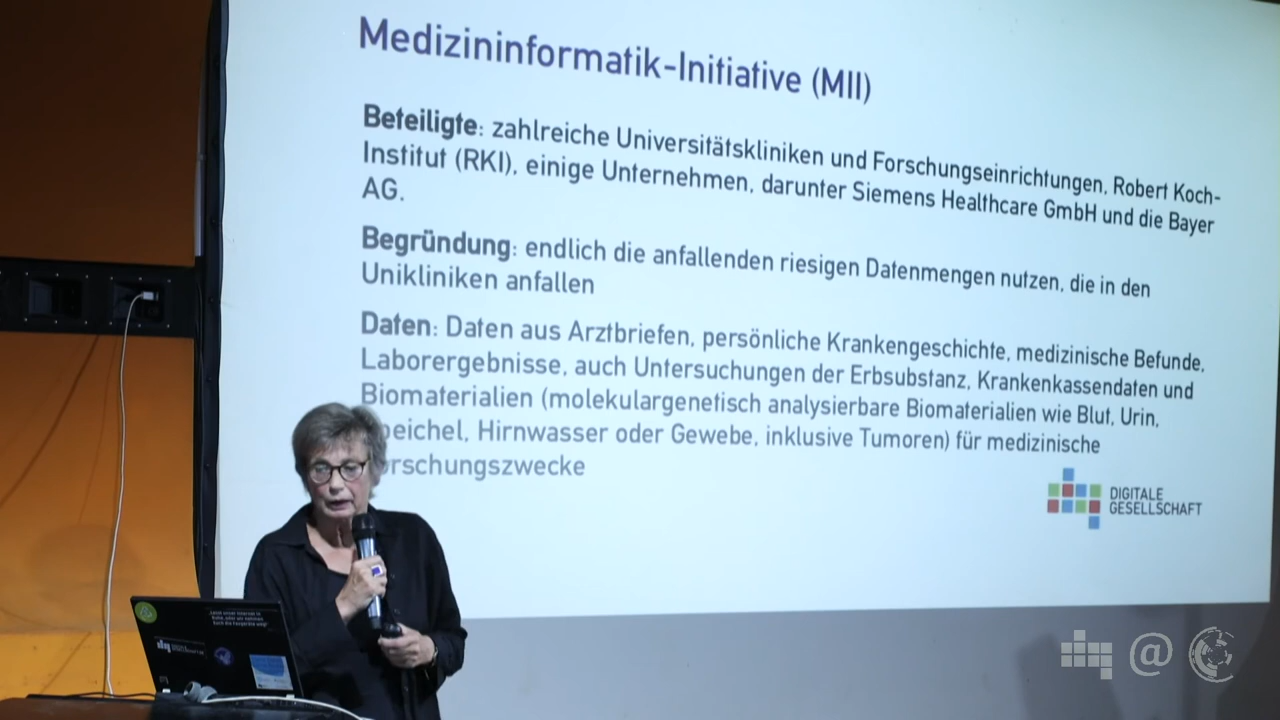 Medizininformatik-Initiative (MII)
Beteiligte: zahlreiche Universitätskliniken und Forschungseinrichtungen, Robert Koch-
Institut (RKI), einige Unternehmen, darunter Siemens Healthcare GmbH und die Bayer
AG.
Begründung: endlich die anfallenden riesigen Datenmengen nutzen, die in den
Unikliniken anfallen
Daten: Daten aus Arztbriefen, persönliche Krankengeschichte, medizinische Befunde,
Laborergebnisse, auch Untersuchungen der Erbsubstanz, Krankenkassendaten und
Biomaterialien (molekulargenetisch analysierbare Biomaterialien wie Blut, Urin,
peichel, Hirnwasser oder Gewebe, inklusive Tumoren) für medizinische
orschungszwecke
DIGITALE
GESELLSCHAFT
@